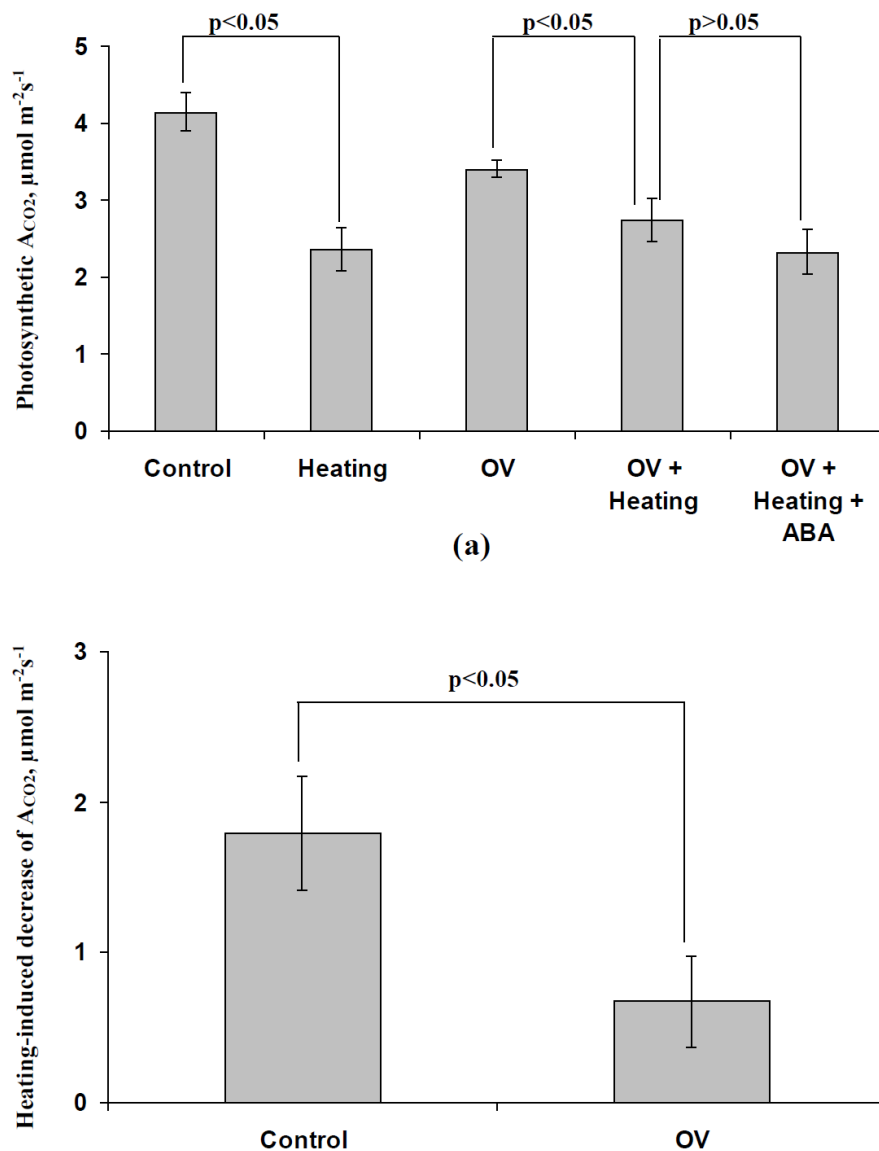 p<0.05 p<0.05 p>0.05
Photosynthetic ACO2, µmol m-2s-1
5
4
3
2
1
0
Control Heating OV OV + Heating OV + Heating + ABA
(a)
Heating-induced decrease of ACO2, µmol m-2s-1
3
2
1
0
p<0.05
Control OV